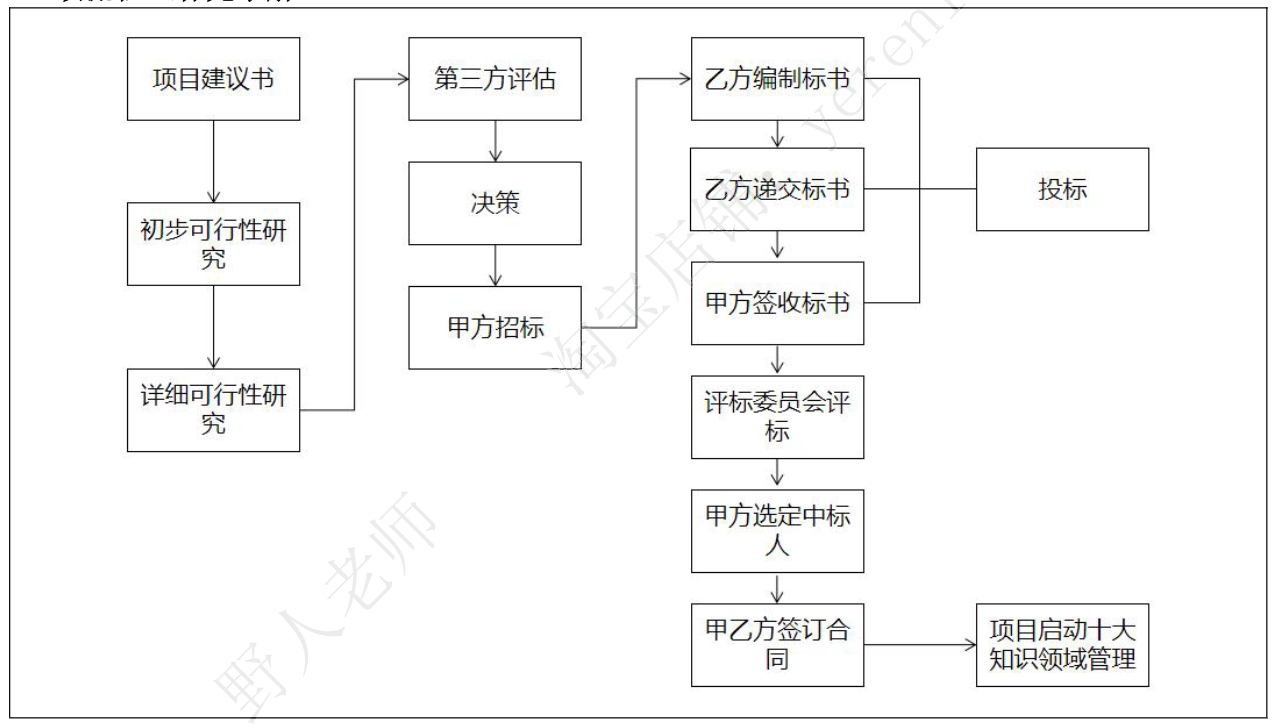 项目建议书
初步可行性研
究
详细可行性研
究
第三方评估
决策
甲方招标
乙方编制标书
乙方递交标书
甲方签收标书
投标
评标委员会评
标
甲方选定中标
人
甲乙方签订合
同
项目启动十大
知识领域管理
野人老师
淘宝店铺: